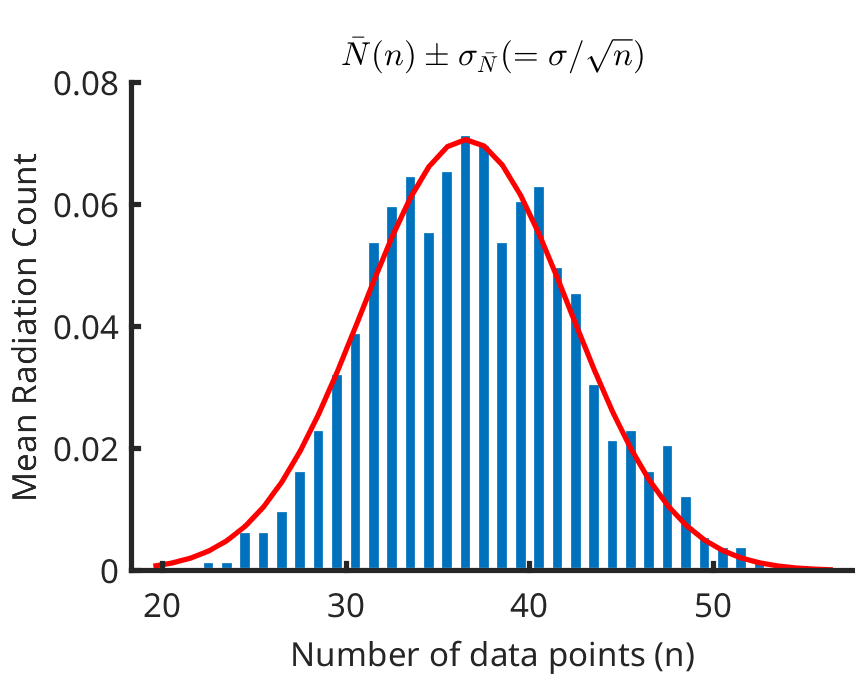 N̄(n) ± σ_N̄(= σ/√n)
0.08
0.06
0.04
0.02
0
Mean Radiation Count
20 30 40 50
Number of data points (n)